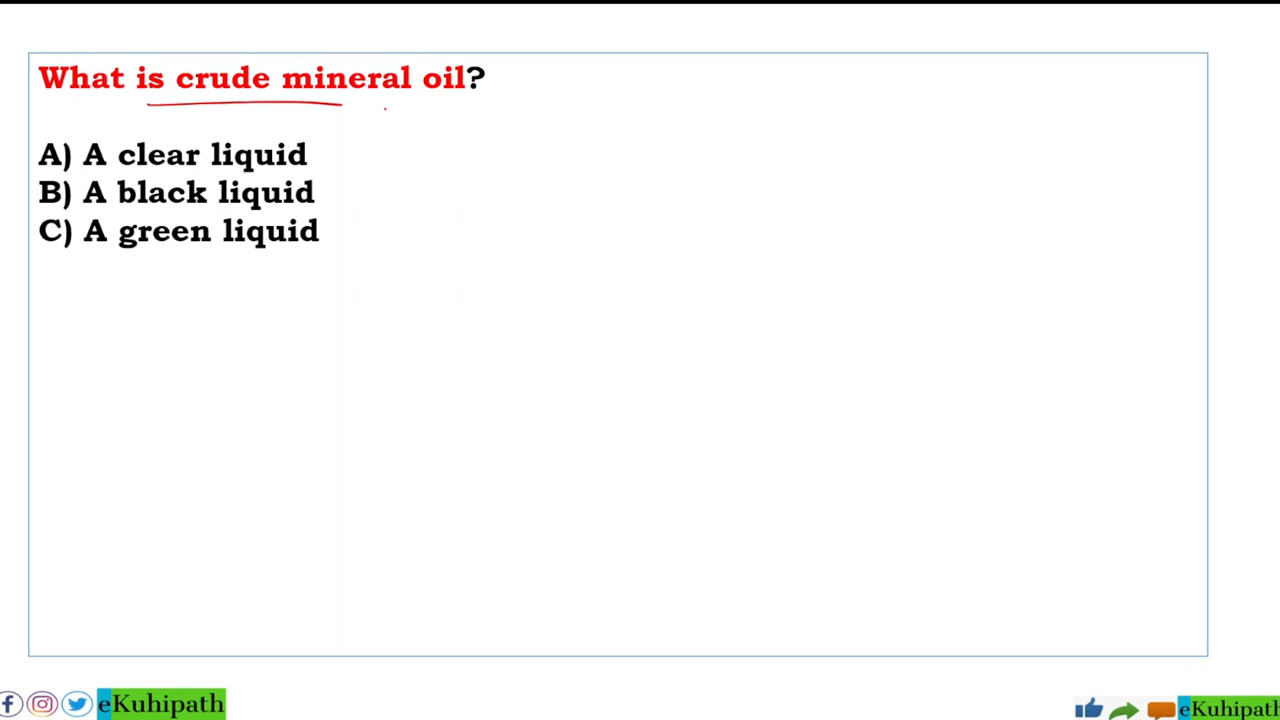 What is crude mineral oil?
A) A clear liquid
B) A black liquid
C) A green liquid
eKuhipath
eKuhipath